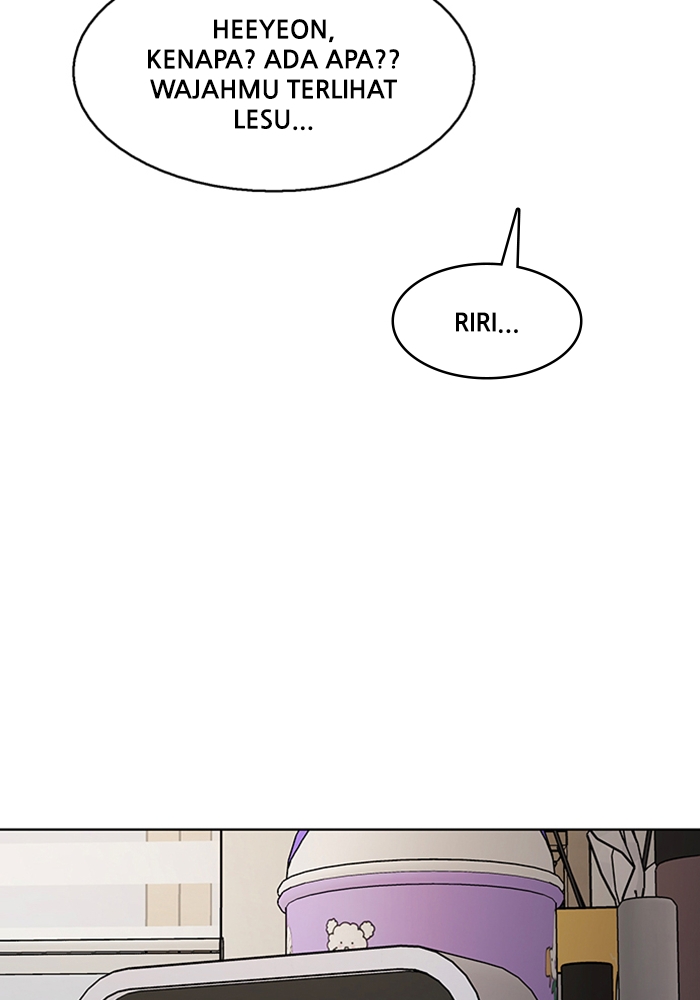 HEEYEON,
KENAPA? ADA APA??
WAJAHMU TERLIHAT
LESU...
RIRI...